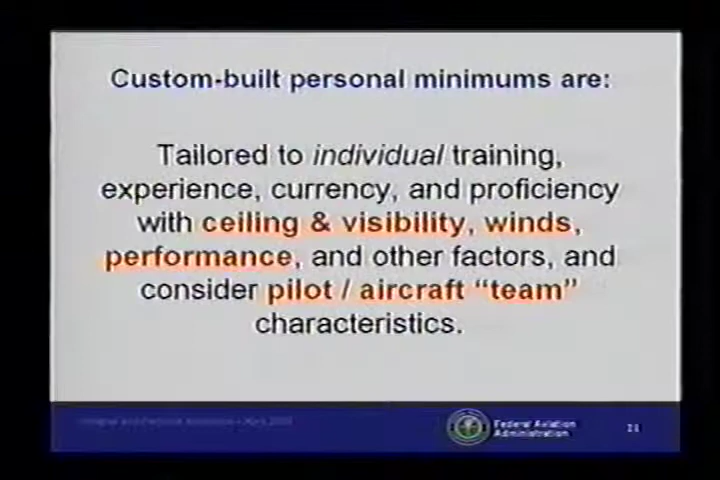 Custom-built personal minimums are:
Tailored to individual training,
experience, currency, and proficiency
with ceiling & visibility, winds,
performance, and other factors, and
consider pilot / aircraft “team”
characteristics.
Federal Aviation
Administration